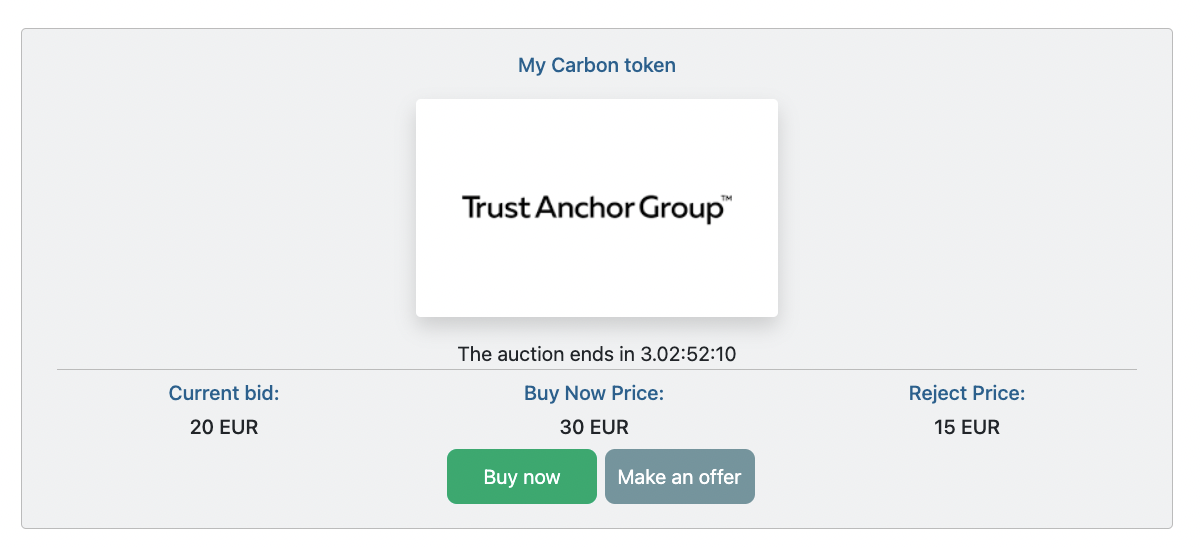 My Carbon token
Trust Anchor Group™
The auction ends in 3.02:52:10
Current bid: Buy Now Price: Reject Price:
20 EUR 30 EUR 15 EUR
Buy now Make an offer